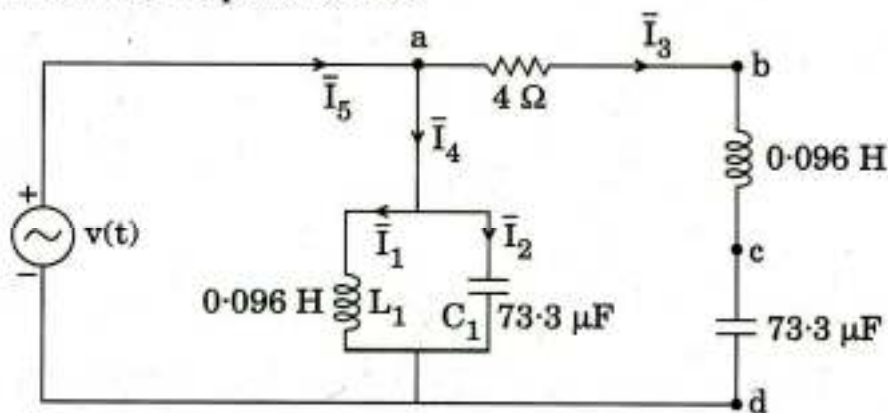 a
Ī₃
b
Ī₅
4 Ω
Ī₄
0·096 H
+
v(t)
–
Ī₁
Ī₂
c
0·096 H
L₁
C₁
73·3 μF
73·3 μF
d